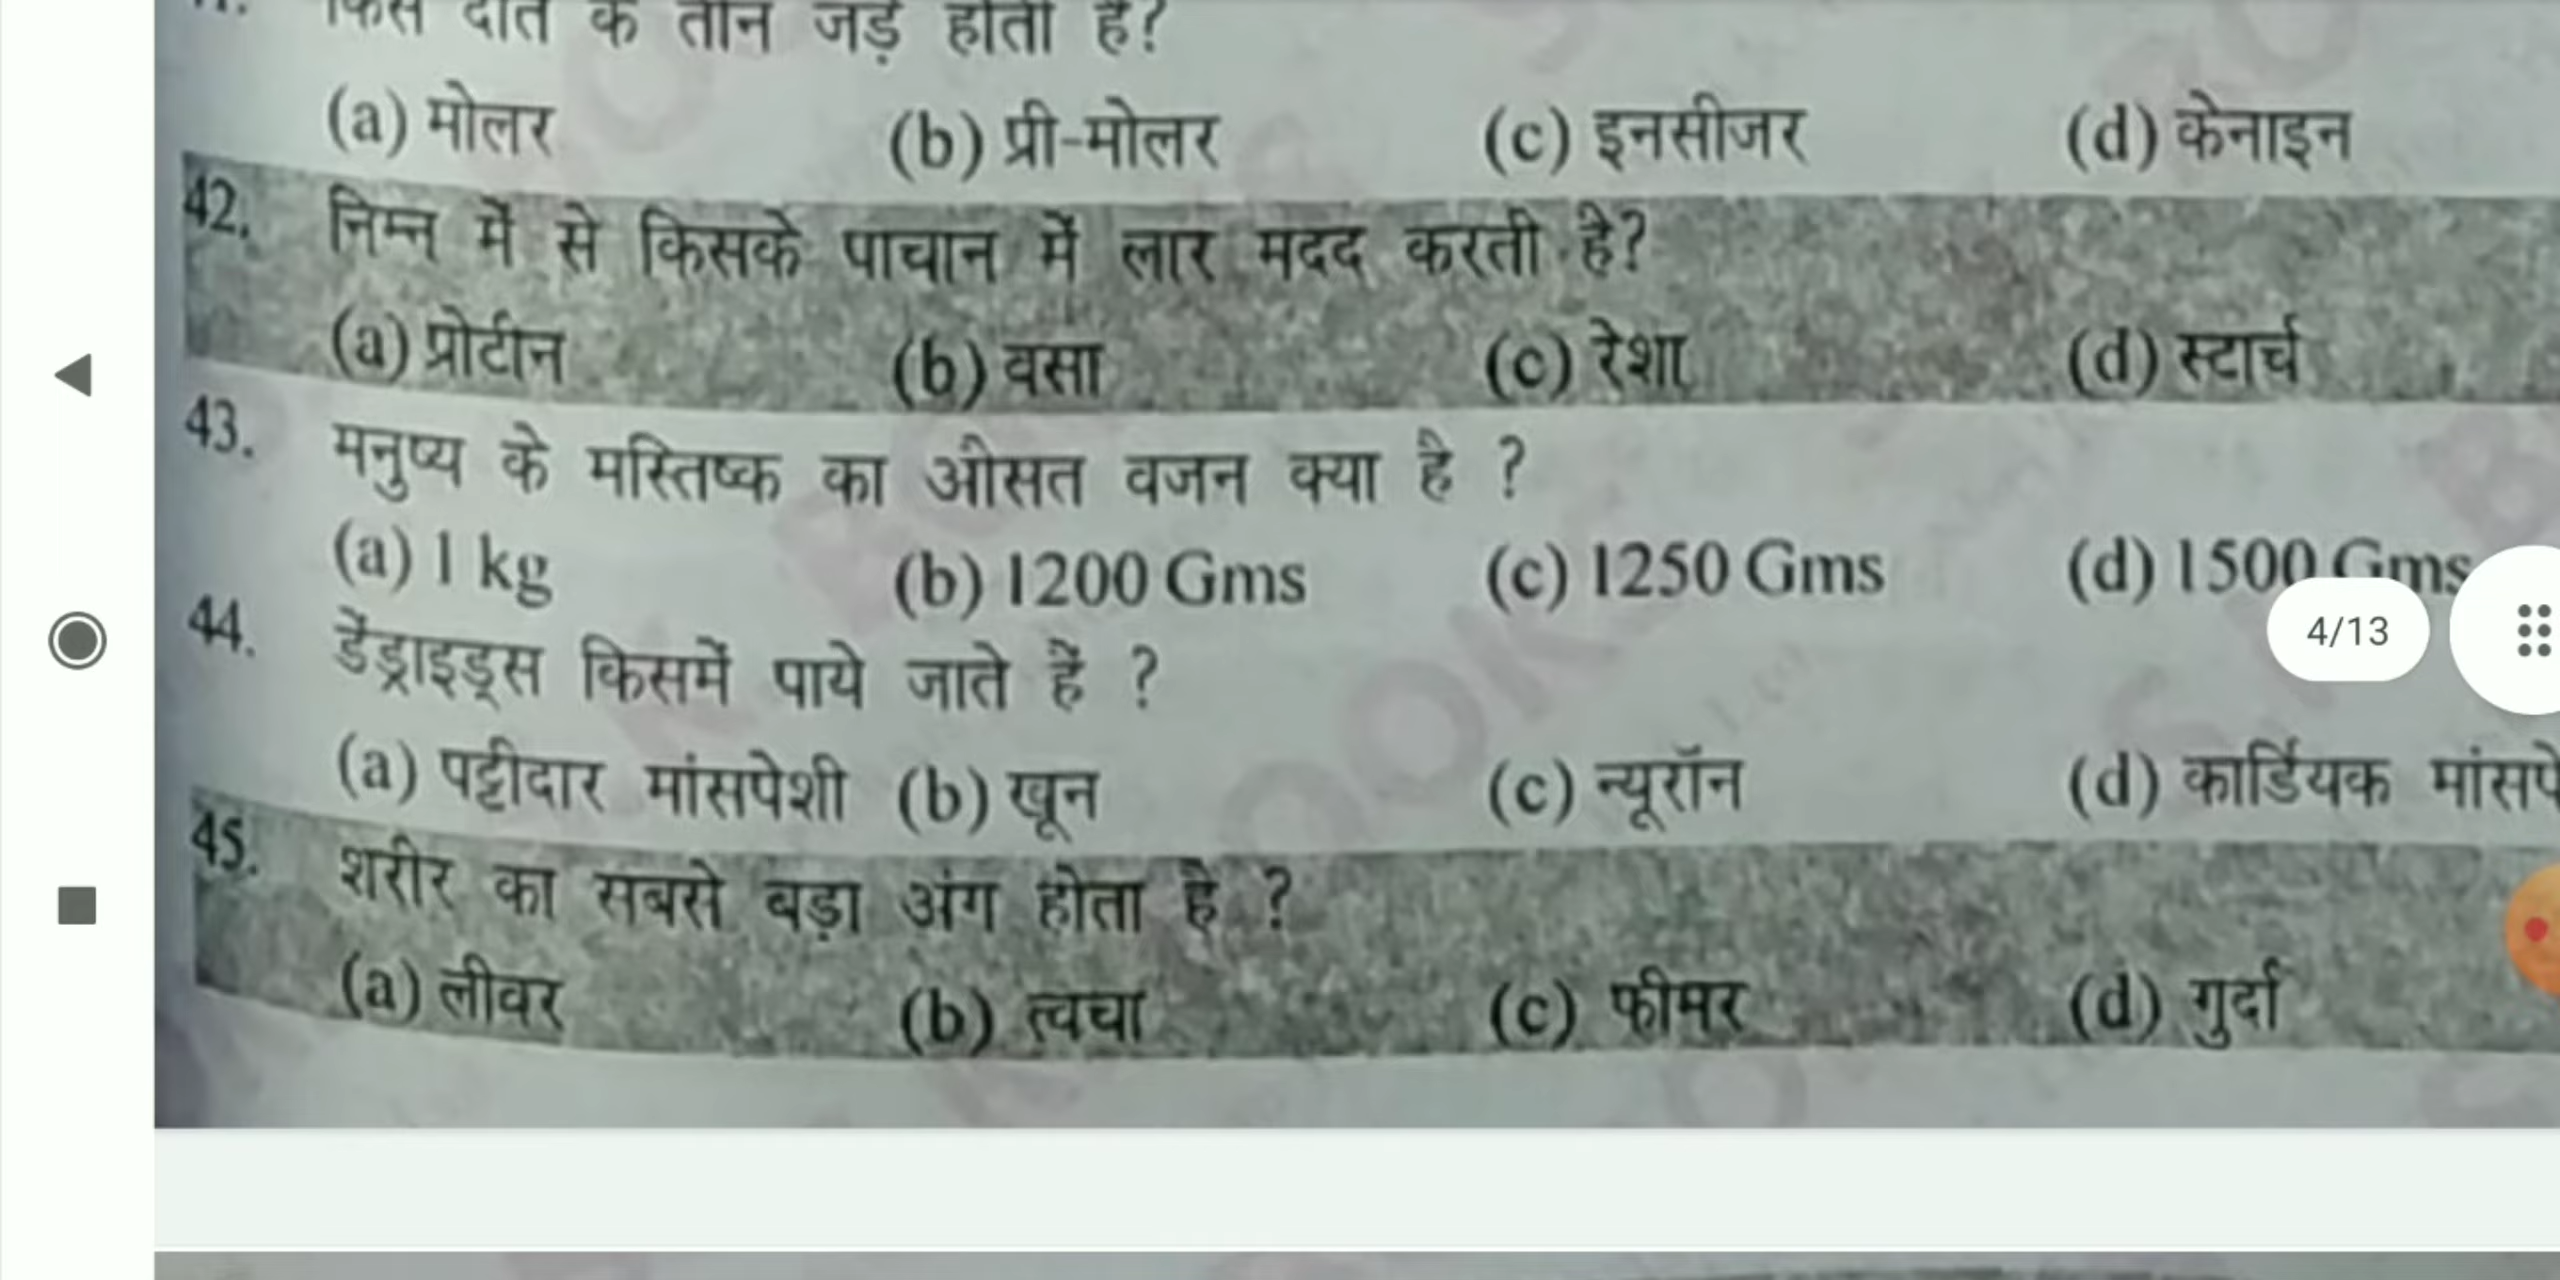 किस दांत के तीन जड़ें होती हैं?
(a) मोलर (b) प्री-मोलर (c) इनसीजर (d) केनाइन
42. निम्न में से किसके पाचान में लार मदद करती है?
(a) प्रोटीन (b) वसा (c) रेशा (d) स्टार्च
43. मनुष्य के मस्तिष्क का औसत वजन क्या है ?
(a) 1 kg (b) 1200 Gms (c) 1250 Gms (d) 1500 Gms
4/13
44. डेंड्राइड्स किसमें पाये जाते हैं ?
(a) पट्टीदार मांसपेशी (b) खून (c) न्यूरॉन (d) कार्डियक मांसपे
45. शरीर का सबसे बड़ा अंग होता है ?
(a) लीवर (b) त्वचा (c) फीमर (d) गुर्दा